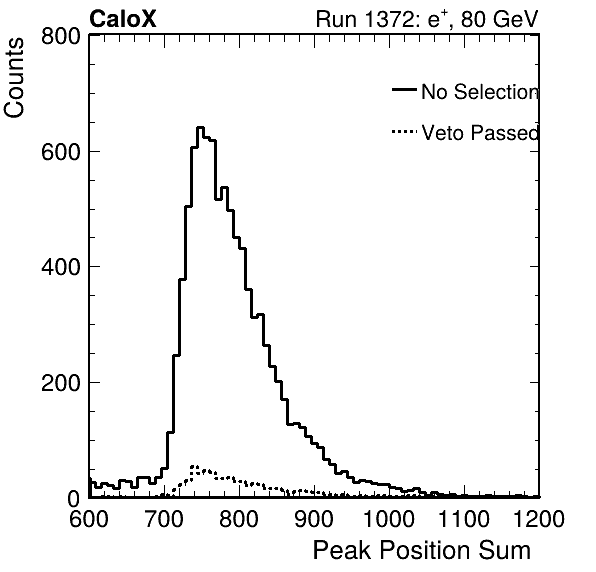 CaloX Run 1372: e⁺, 80 GeV
Counts
800
No Selection
Veto Passed
600
400
200
0
600 700 800 900 1000 1100 1200
Peak Position Sum